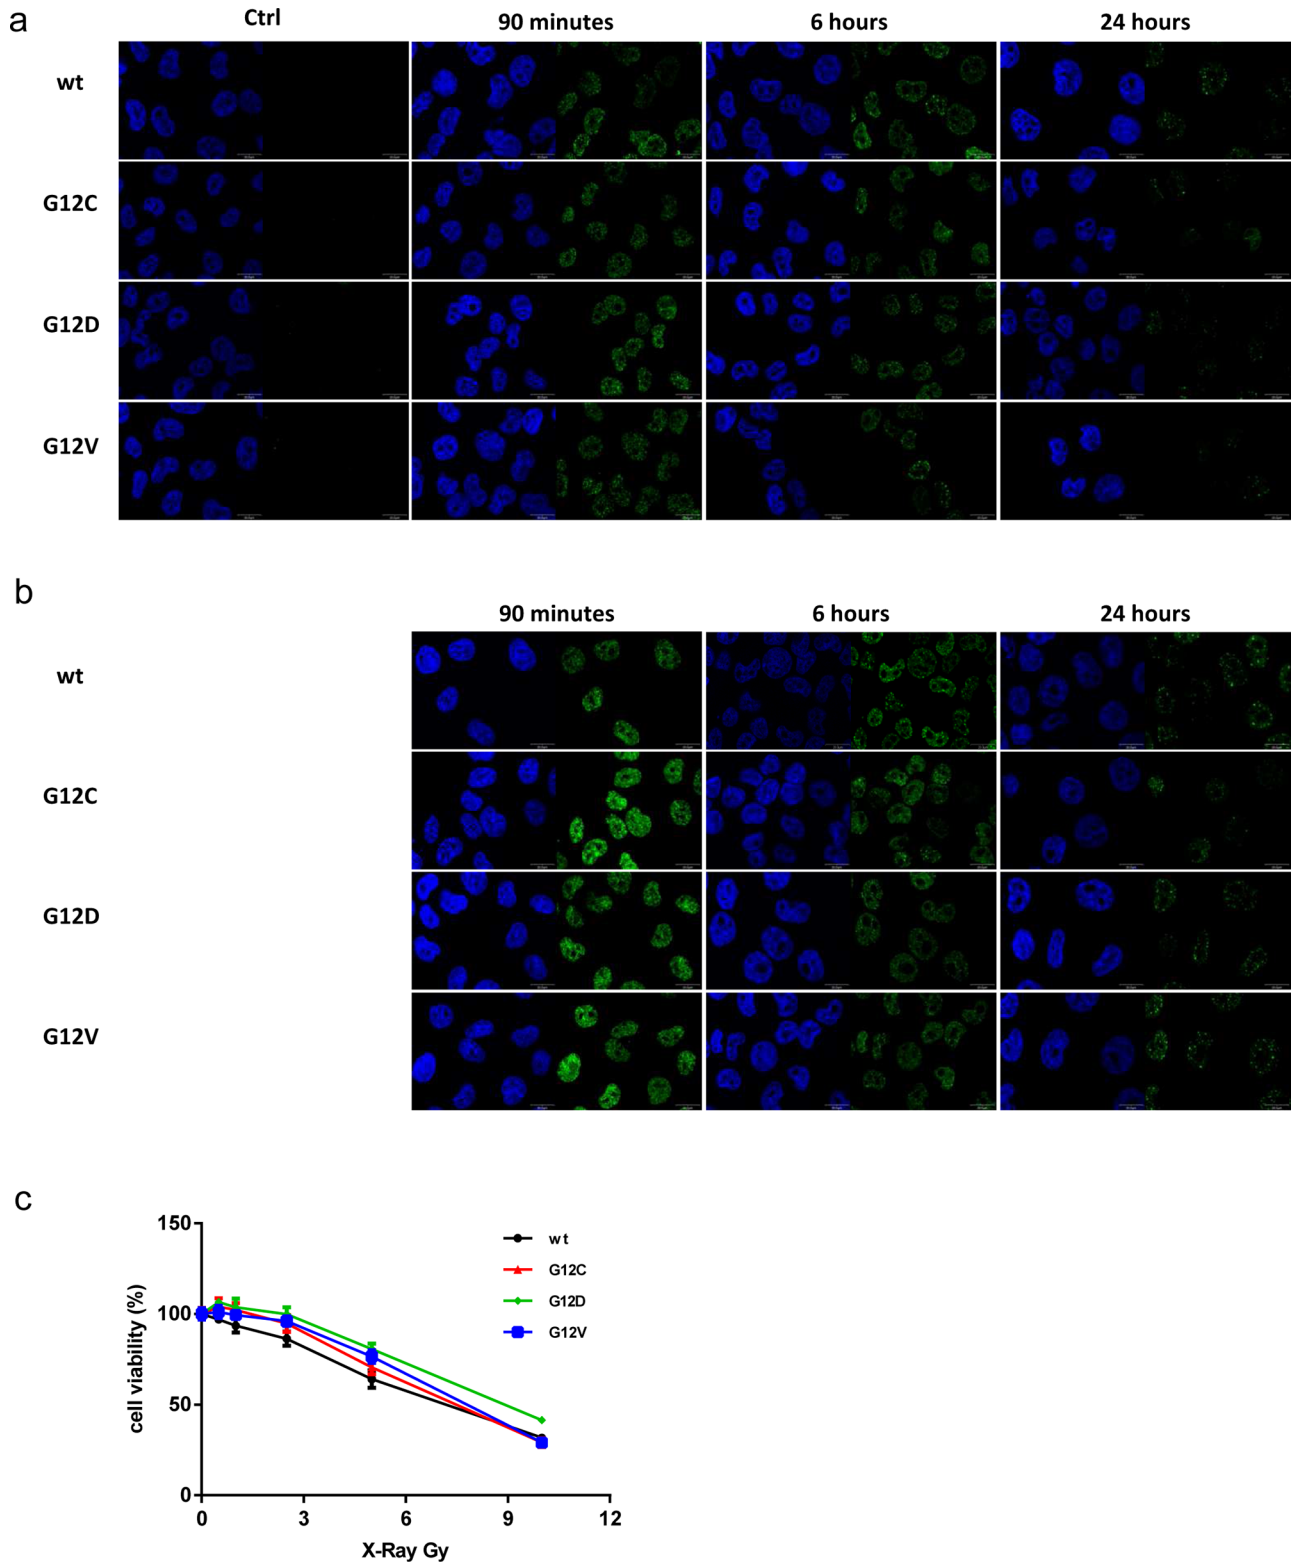 a
Ctrl 90 minutes 6 hours 24 hours
wt
G12C
G12D
G12V
b
90 minutes 6 hours 24 hours
wt
G12C
G12D
G12V
c
150
100
50
0
cell viability (%)
wt
G12C
G12D
G12V
0 3 6 9 12
X-Ray Gy